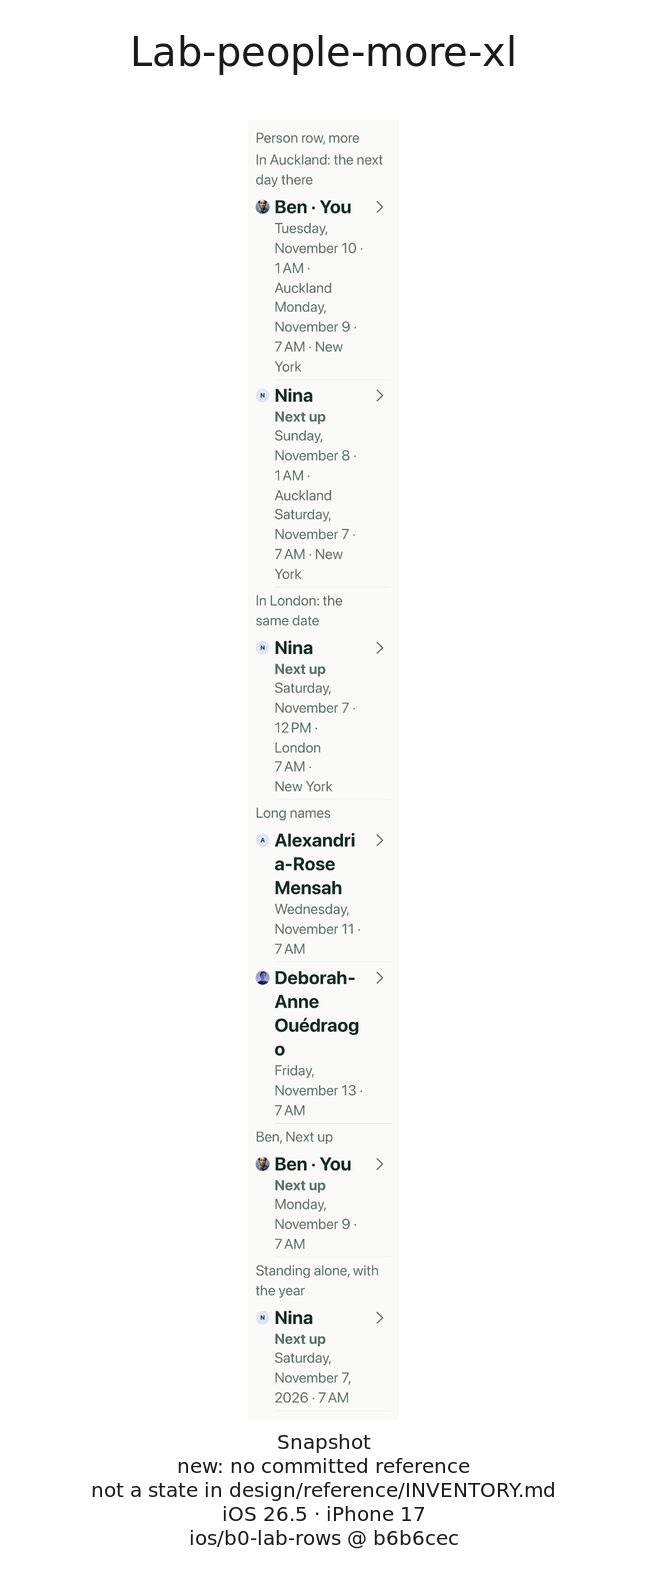 Lab-people-more-xl
Person row, more
In Auckland: the next
day there
Ben · You
Tuesday,
November 10 ·
1 AM ·
Auckland
Monday,
November 9 ·
7 AM · New
York
N
Nina
Next up
Sunday,
November 8 ·
1 AM ·
Auckland
Saturday,
November 7 ·
7 AM · New
York
In London: the
same date
N
Nina
Next up
Saturday,
November 7 ·
12 PM ·
London
7 AM ·
New York
Long names
A
Alexandri
a-Rose
Mensah
Wednesday,
November 11 ·
7 AM
Deborah-
Anne
Ouédraog
o
Friday,
November 13 ·
7 AM
Ben, Next up
Ben · You
Next up
Monday,
November 9 ·
7 AM
Standing alone, with
the year
N
Nina
Next up
Saturday,
November 7,
2026 · 7 AM
Snapshot
new: no committed reference
not a state in design/reference/INVENTORY.md
iOS 26.5 · iPhone 17
ios/b0-lab-rows @ b6b6cec